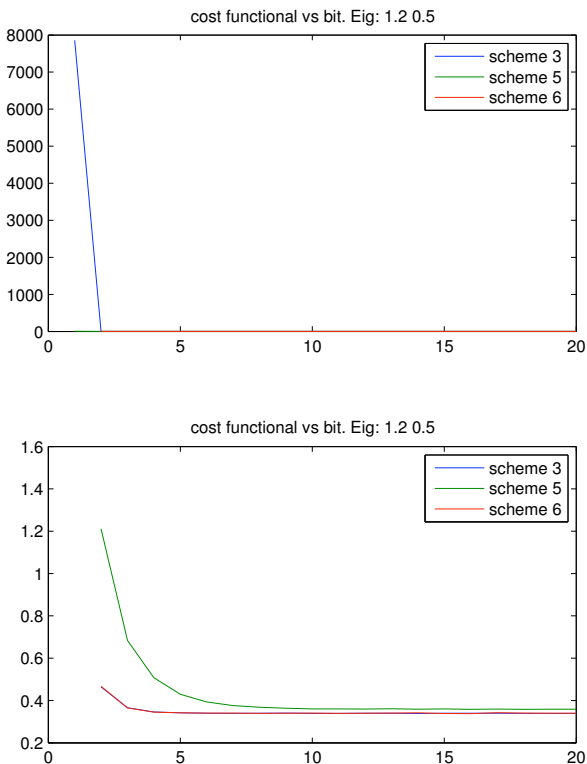 cost functional vs bit. Eig: 1.2 0.5
8000
7000
6000
5000
4000
3000
2000
1000
0
scheme 3
scheme 5
scheme 6
0 5 10 15 20
cost functional vs bit. Eig: 1.2 0.5
1.6
1.4
1.2
1
0.8
0.6
0.4
0.2
scheme 3
scheme 5
scheme 6
0 5 10 15 20